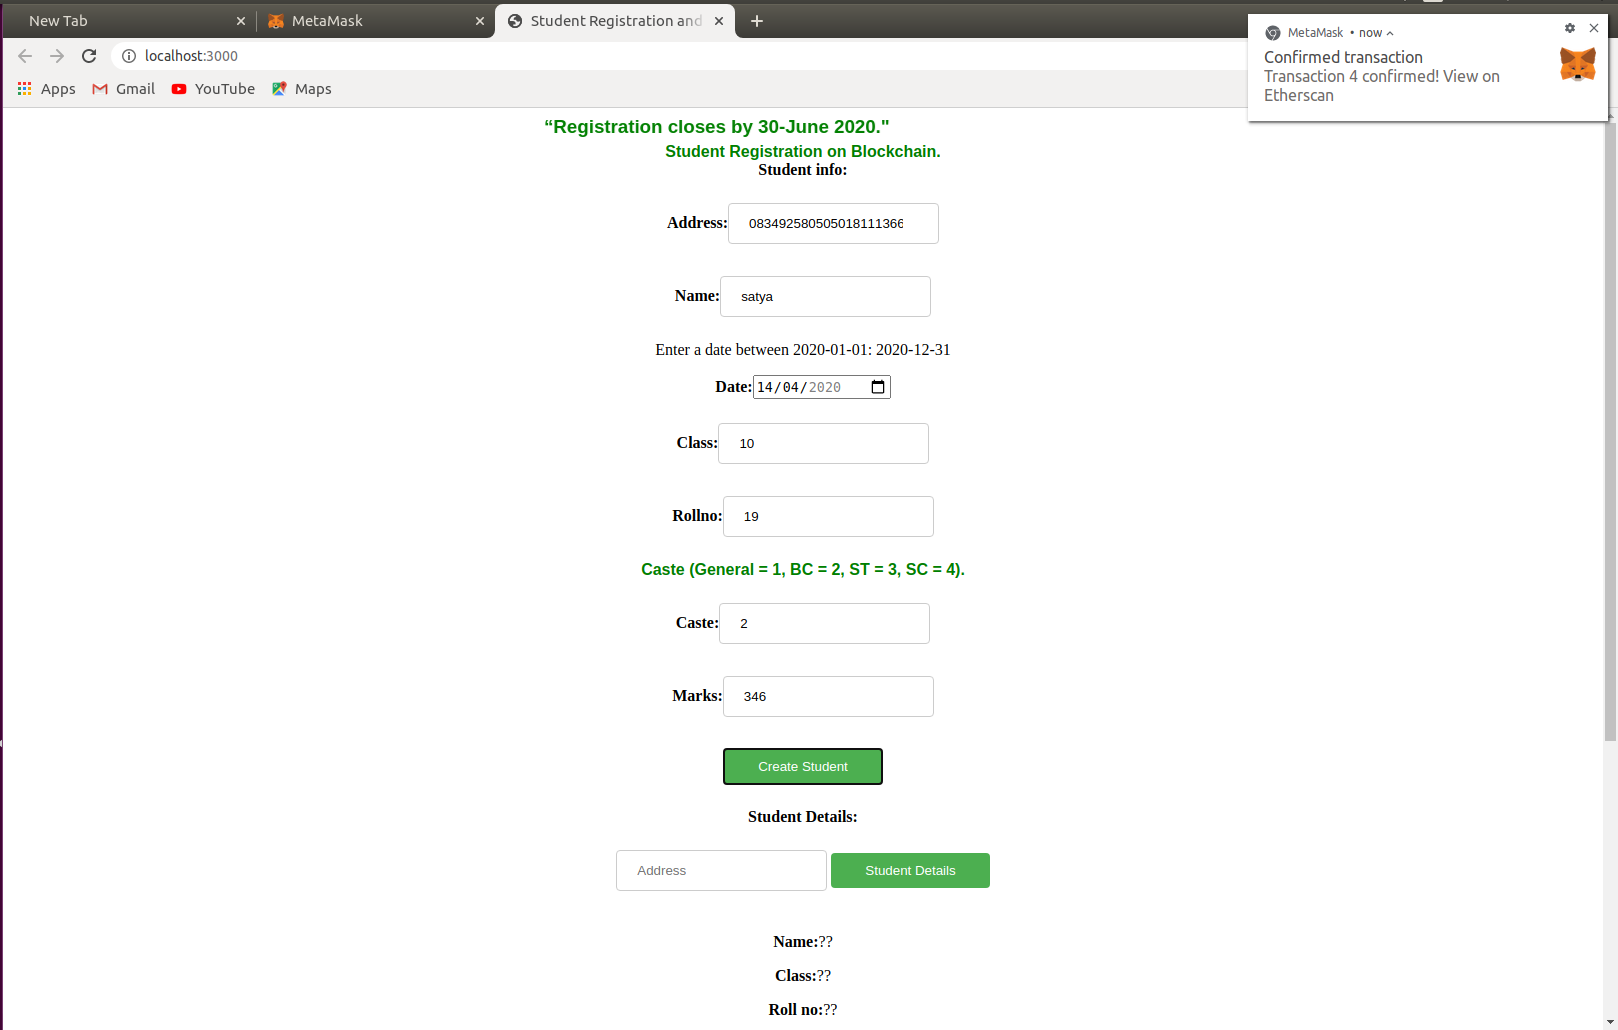 New Tab
MetaMask
Student Registration and
localhost:3000
Apps
Gmail
YouTube
Maps
MetaMask • now
Confirmed transaction
Transaction 4 confirmed! View on
Etherscan
“Registration closes by 30-June 2020."
Student Registration on Blockchain.
Student info:
Address: 083492580505018111366
Name: satya
Enter a date between 2020-01-01: 2020-12-31
Date: 14/04/2020
Class: 10
Rollno: 19
Caste (General = 1, BC = 2, ST = 3, SC = 4).
Caste: 2
Marks: 346
Create Student
Student Details:
Address
Student Details
Name:??
Class:??
Roll no:??